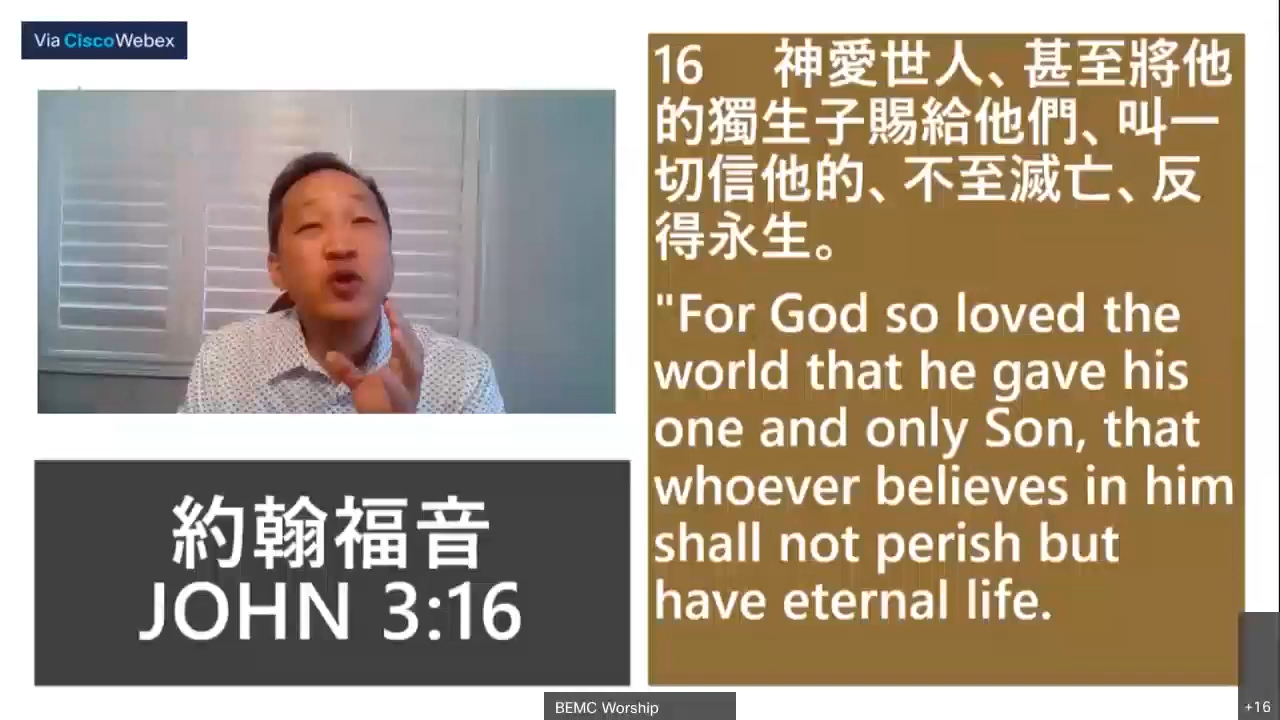 Via Cisco Webex
16 神愛世人、甚至將他
的獨生子賜給他們、叫一
切信他的、不至滅亡、反
得永生。
"For God so loved the
world that he gave his
one and only Son, that
whoever believes in him
shall not perish but
have eternal life.
約翰福音
JOHN 3:16
BEMC Worship
+16